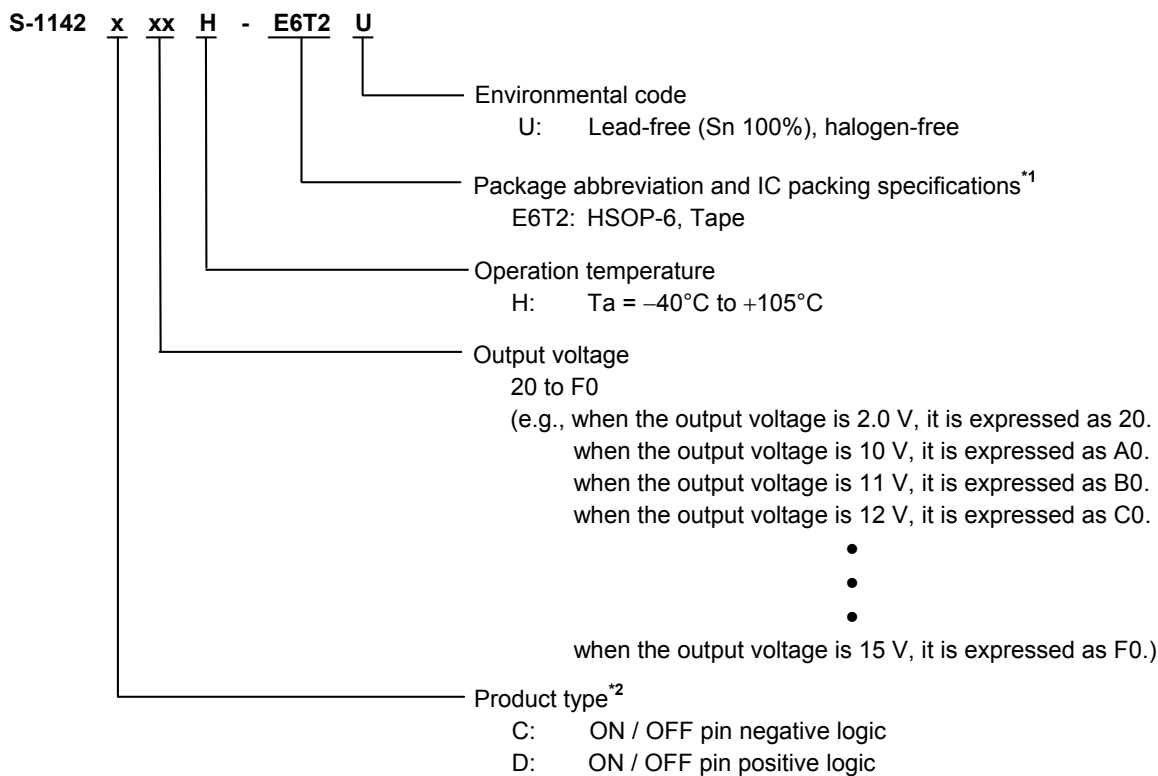 S-1142 x xx H - E6T2 U
Environmental code
U: Lead-free (Sn 100%), halogen-free
Package abbreviation and IC packing specifications*1
E6T2: HSOP-6, Tape
Operation temperature
H: Ta = −40°C to +105°C
Output voltage
20 to F0
(e.g., when the output voltage is 2.0 V, it is expressed as 20.
when the output voltage is 10 V, it is expressed as A0.
when the output voltage is 11 V, it is expressed as B0.
when the output voltage is 12 V, it is expressed as C0.
•
•
•
when the output voltage is 15 V, it is expressed as F0.)
Product type*2
C: ON / OFF pin negative logic
D: ON / OFF pin positive logic